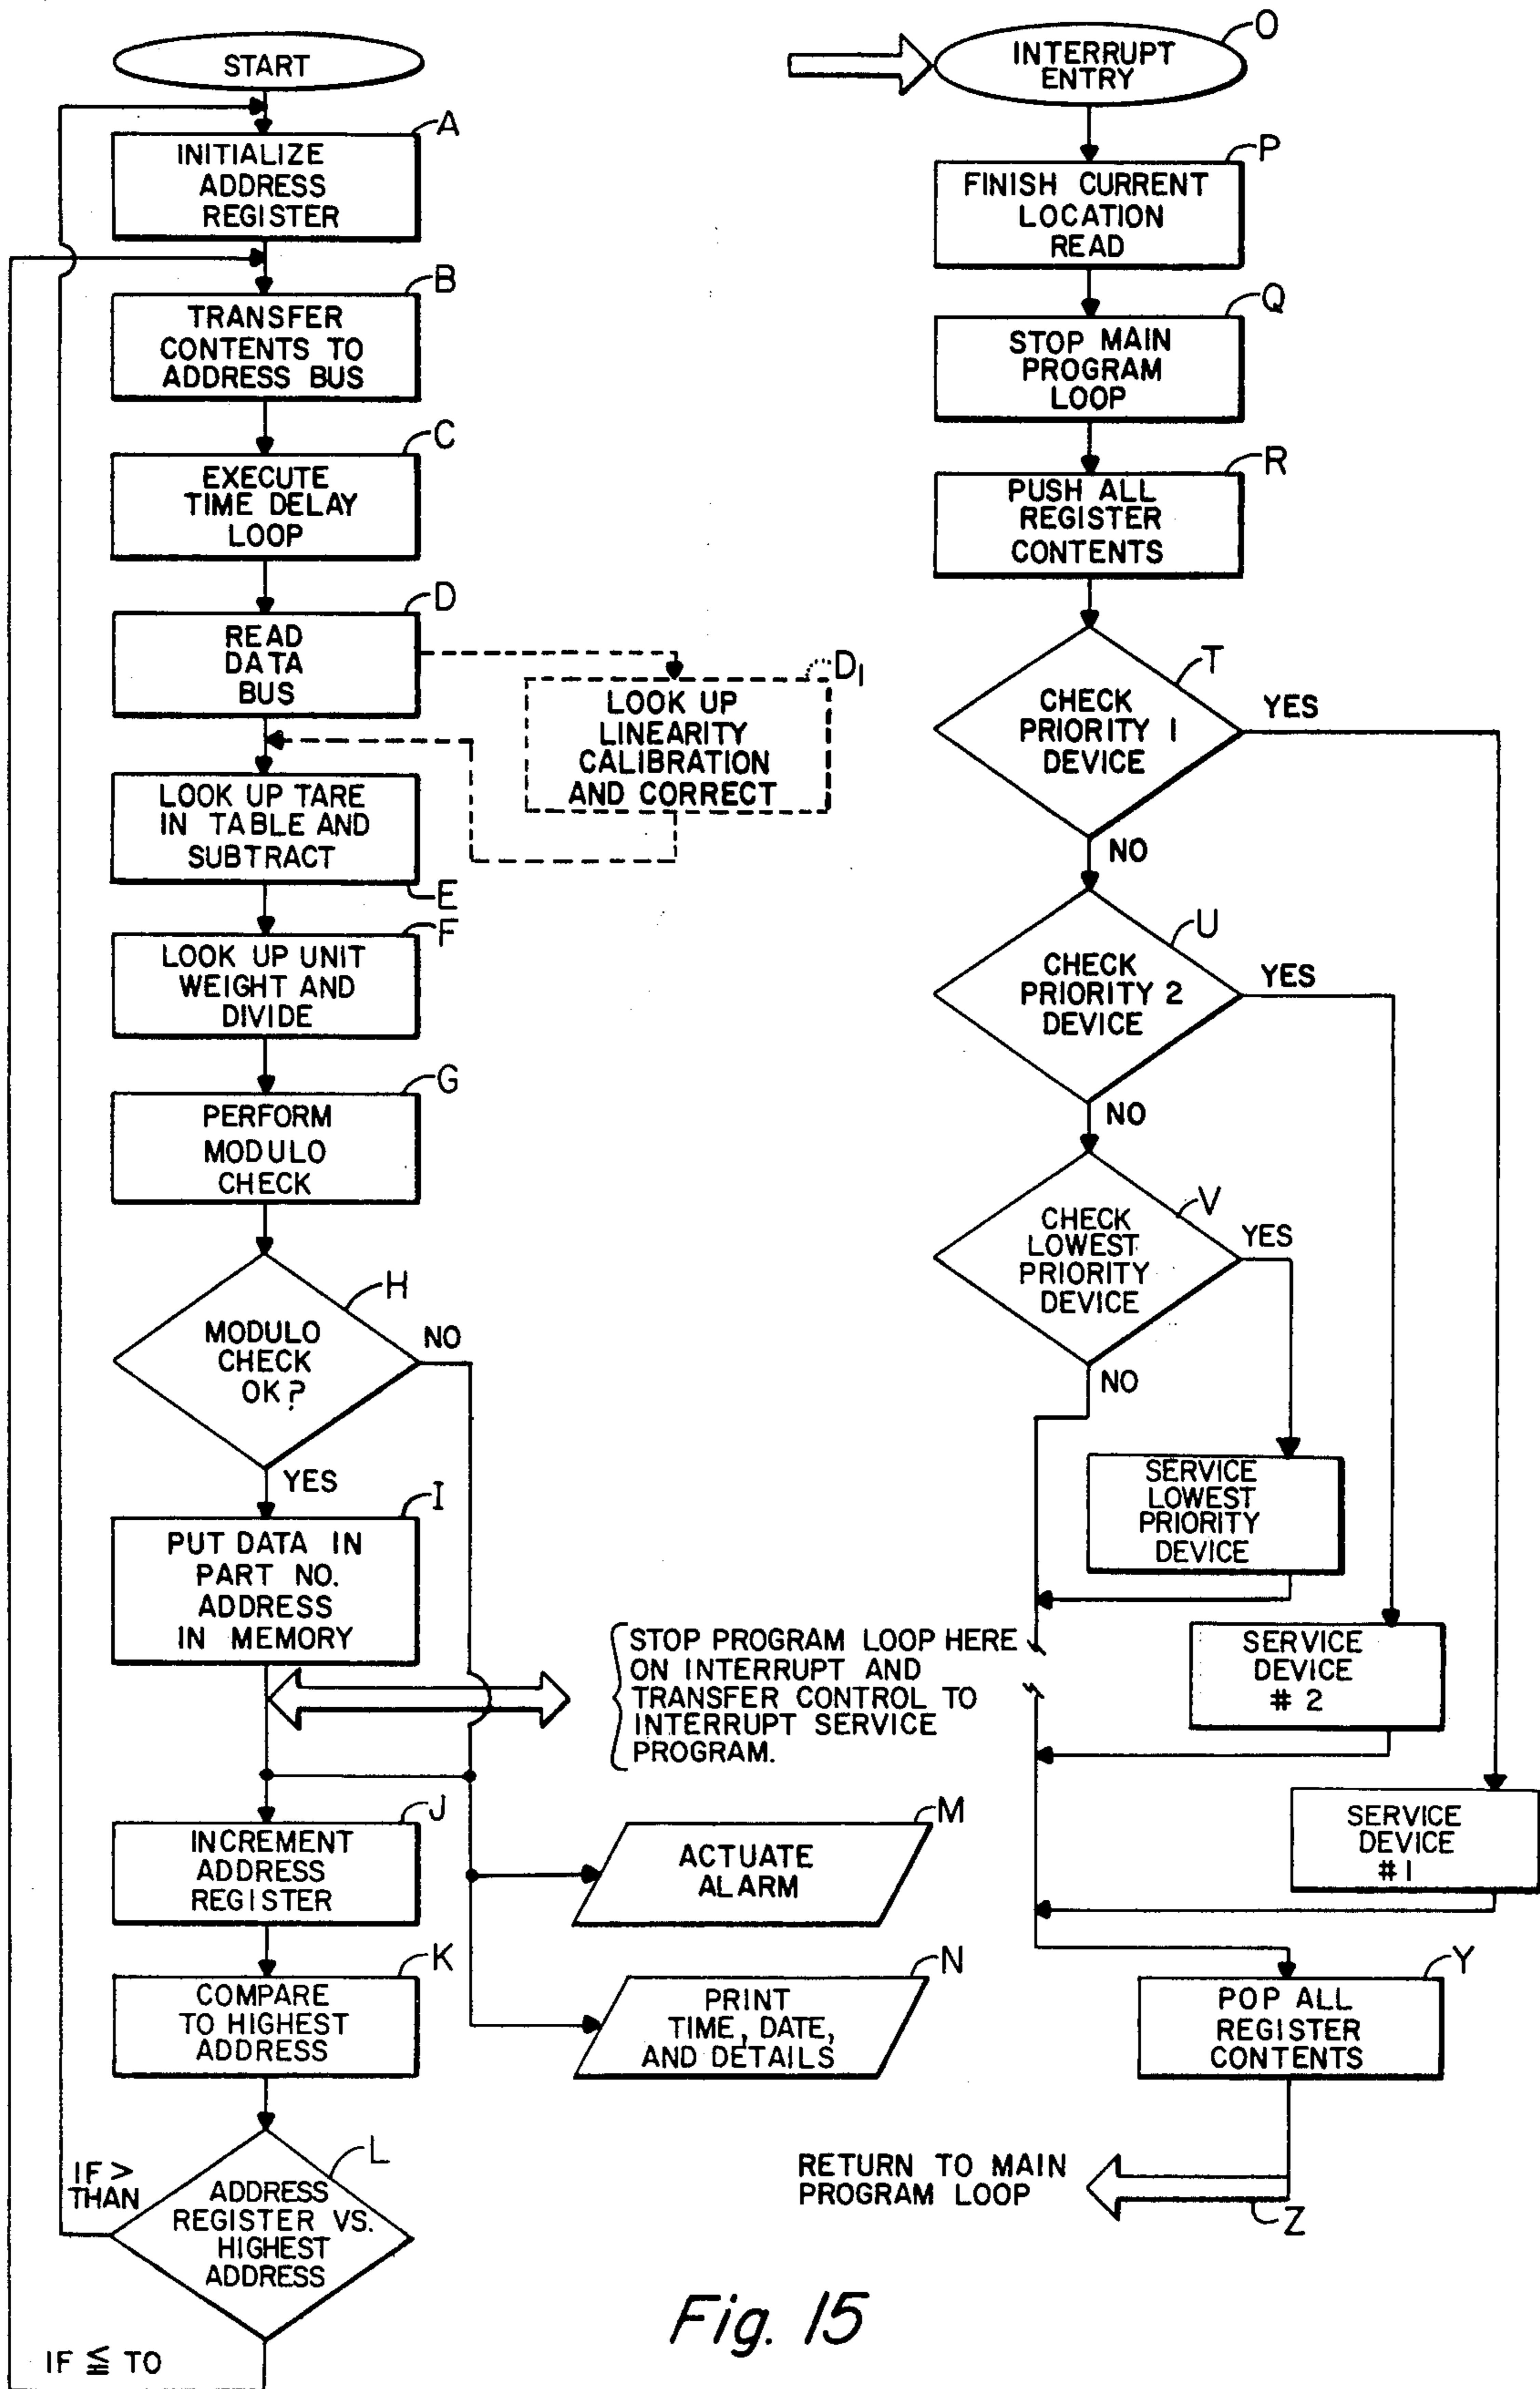 START
A
INITIALIZE
ADDRESS
REGISTER
B
TRANSFER
CONTENTS TO
ADDRESS BUS
C
EXECUTE
TIME DELAY
LOOP
D
READ
DATA
BUS
D1
LOOK UP
LINEARITY
CALIBRATION
AND CORRECT
LOOK UP TARE
IN TABLE AND
SUBTRACT
E
F
LOOK UP UNIT
WEIGHT AND
DIVIDE
G
PERFORM
MODULO
CHECK
H
MODULO
CHECK
OK?
NO
YES
I
PUT DATA IN
PART NO.
ADDRESS
IN MEMORY
STOP PROGRAM LOOP HERE
ON INTERRUPT AND
TRANSFER CONTROL TO
INTERRUPT SERVICE
PROGRAM.
J
INCREMENT
ADDRESS
REGISTER
M
ACTUATE
ALARM
K
COMPARE
TO HIGHEST
ADDRESS
N
PRINT
TIME, DATE,
AND DETAILS
L
IF >
THAN
ADDRESS
REGISTER VS.
HIGHEST
ADDRESS
IF ≦ TO
O
INTERRUPT
ENTRY
P
FINISH CURRENT
LOCATION
READ
Q
STOP MAIN
PROGRAM
LOOP
R
PUSH ALL
REGISTER
CONTENTS
T
CHECK
PRIORITY 1
DEVICE
YES
NO
U
CHECK
PRIORITY 2
DEVICE
YES
NO
V
CHECK
LOWEST
PRIORITY
DEVICE
YES
NO
SERVICE
LOWEST
PRIORITY
DEVICE
SERVICE
DEVICE
# 2
SERVICE
DEVICE
#1
Y
POP ALL
REGISTER
CONTENTS
RETURN TO MAIN
PROGRAM LOOP
Z
Fig. 15